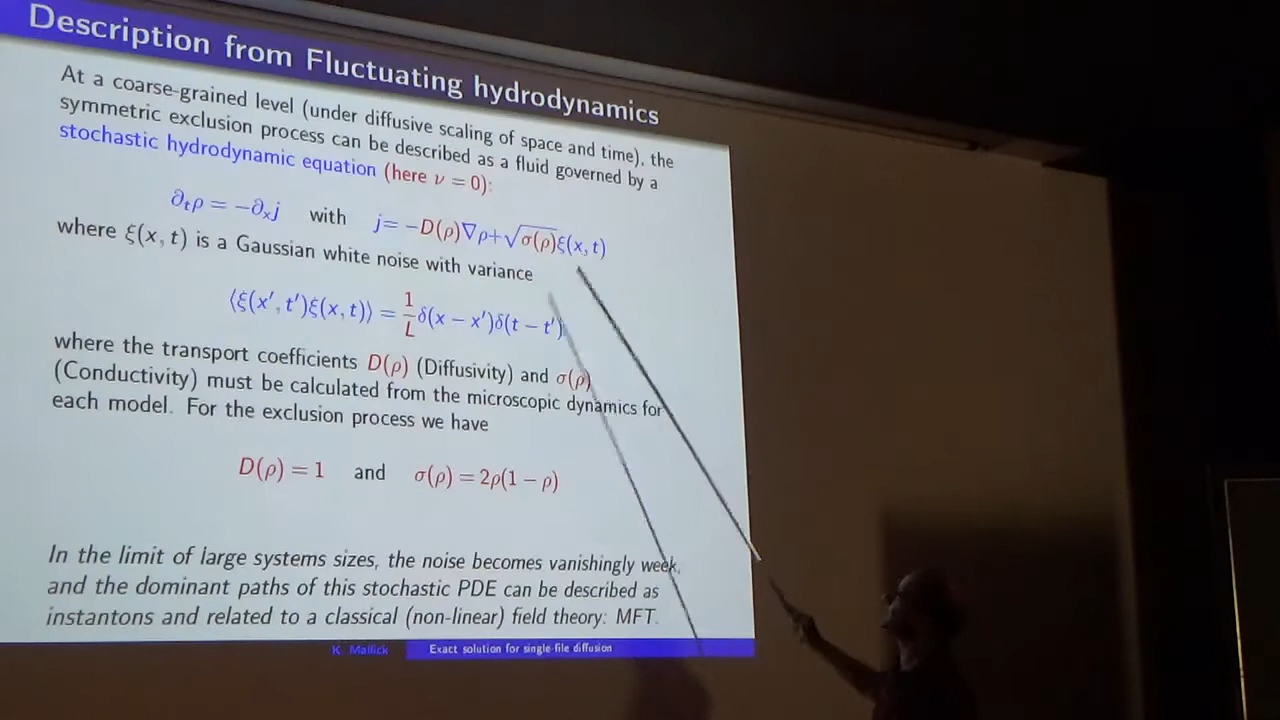 Description from Fluctuating hydrodynamics
At a coarse-grained level (under diffusive scaling of space and time), the
symmetric exclusion process can be described as a fluid governed by a
stochastic hydrodynamic equation (here ν = 0):
∂ₜρ = −∂ₓj with j= −D(ρ)∇ρ+√σ(ρ)ξ(x, t)
where ξ(x, t) is a Gaussian white noise with variance
⟨ξ(x′, t′)ξ(x, t)⟩ = 1/L δ(x − x′)δ(t − t′)
where the transport coefficients D(ρ) (Diffusivity) and σ(ρ)
(Conductivity) must be calculated from the microscopic dynamics for
each model. For the exclusion process we have
D(ρ) = 1 and σ(ρ) = 2ρ(1 − ρ)
In the limit of large systems sizes, the noise becomes vanishingly week,
and the dominant paths of this stochastic PDE can be described as
instantons and related to a classical (non-linear) field theory: MFT.
K. Mallick Exact solution for single-file diffusion